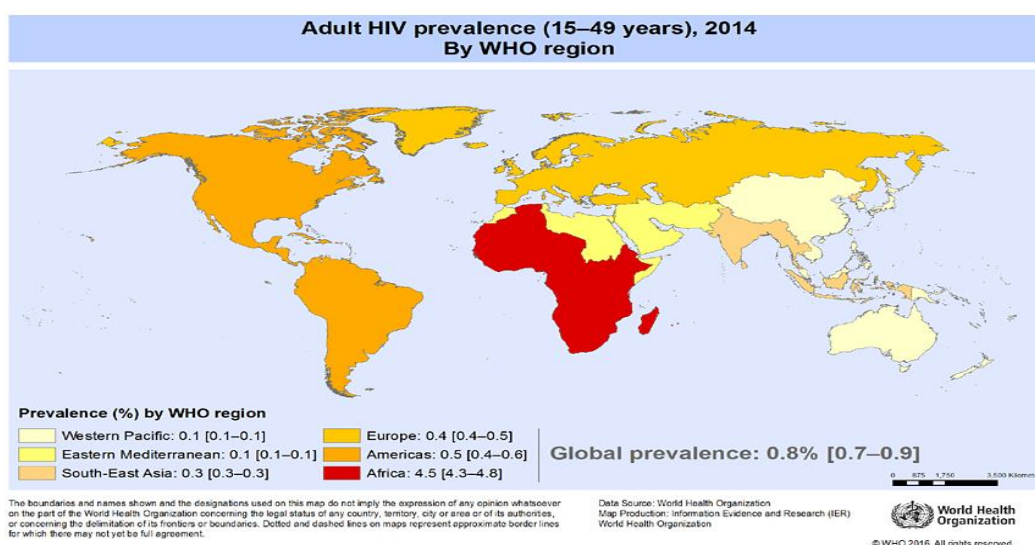 Adult HIV prevalence (15–49 years), 2014
By WHO region
Prevalence (%) by WHO region
Western Pacific: 0.1 [0.1–0.1]
Eastern Mediterranean: 0.1 [0.1–0.1]
South-East Asia: 0.3 [0.3–0.3]
Europe: 0.4 [0.4–0.5]
Americas: 0.5 [0.4–0.6]
Africa: 4.5 [4.3–4.8]
Global prevalence: 0.8% [0.7–0.9]
0 875 1,750 3,500 Kilomet
The boundaries and names shown and the designations used on this map do not imply the expression of any opinion whatsoever
on the part of the World Health Organization concerning the legal status of any country, territory, city or area or of its authorities,
or concerning the delimitation of its frontiers or boundaries. Dotted and dashed lines on maps represent approximate border lines
for which there may not yet be full agreement.
Data Source: World Health Organization
Map Production: Information Evidence and Research (IER)
World Health Organization
World Health
Organization
© WHO 2016. All rights reserved